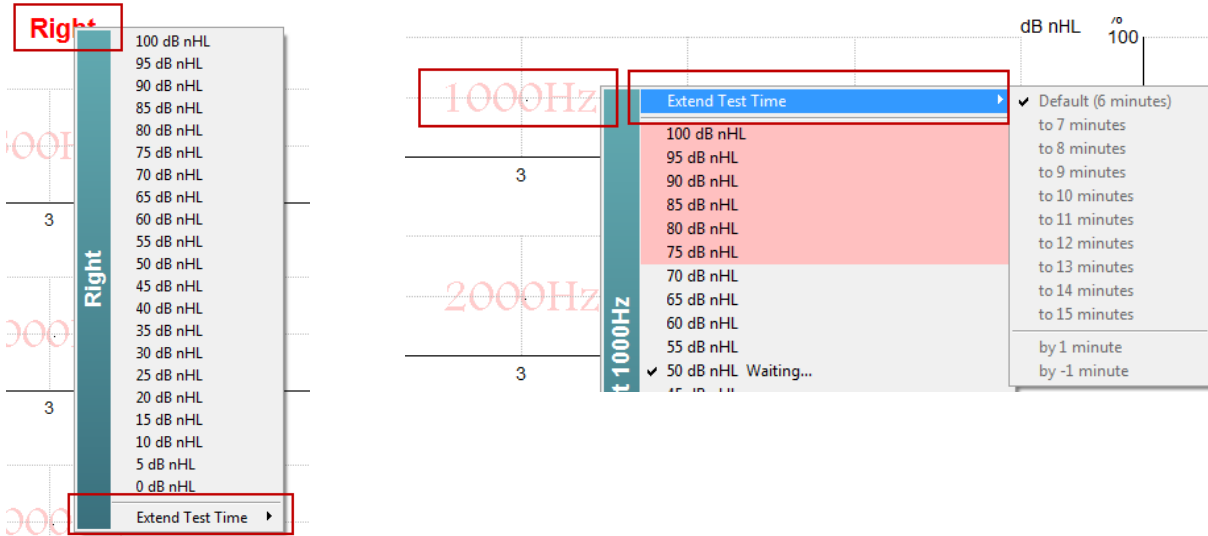 Right
100 dB nHL
95 dB nHL
90 dB nHL
85 dB nHL
80 dB nHL
75 dB nHL
70 dB nHL
65 dB nHL
60 dB nHL
55 dB nHL
50 dB nHL
45 dB nHL
40 dB nHL
35 dB nHL
30 dB nHL
25 dB nHL
20 dB nHL
15 dB nHL
10 dB nHL
5 dB nHL
0 dB nHL
Extend Test Time
Right
3
3
dB nHL
%
100
1000Hz
3
2000Hz
3
1000Hz
Extend Test Time
100 dB nHL
95 dB nHL
90 dB nHL
85 dB nHL
80 dB nHL
75 dB nHL
70 dB nHL
65 dB nHL
60 dB nHL
55 dB nHL
50 dB nHL Waiting...
Default (6 minutes)
to 7 minutes
to 8 minutes
to 9 minutes
to 10 minutes
to 11 minutes
to 12 minutes
to 13 minutes
to 14 minutes
to 15 minutes
by 1 minute
by -1 minute